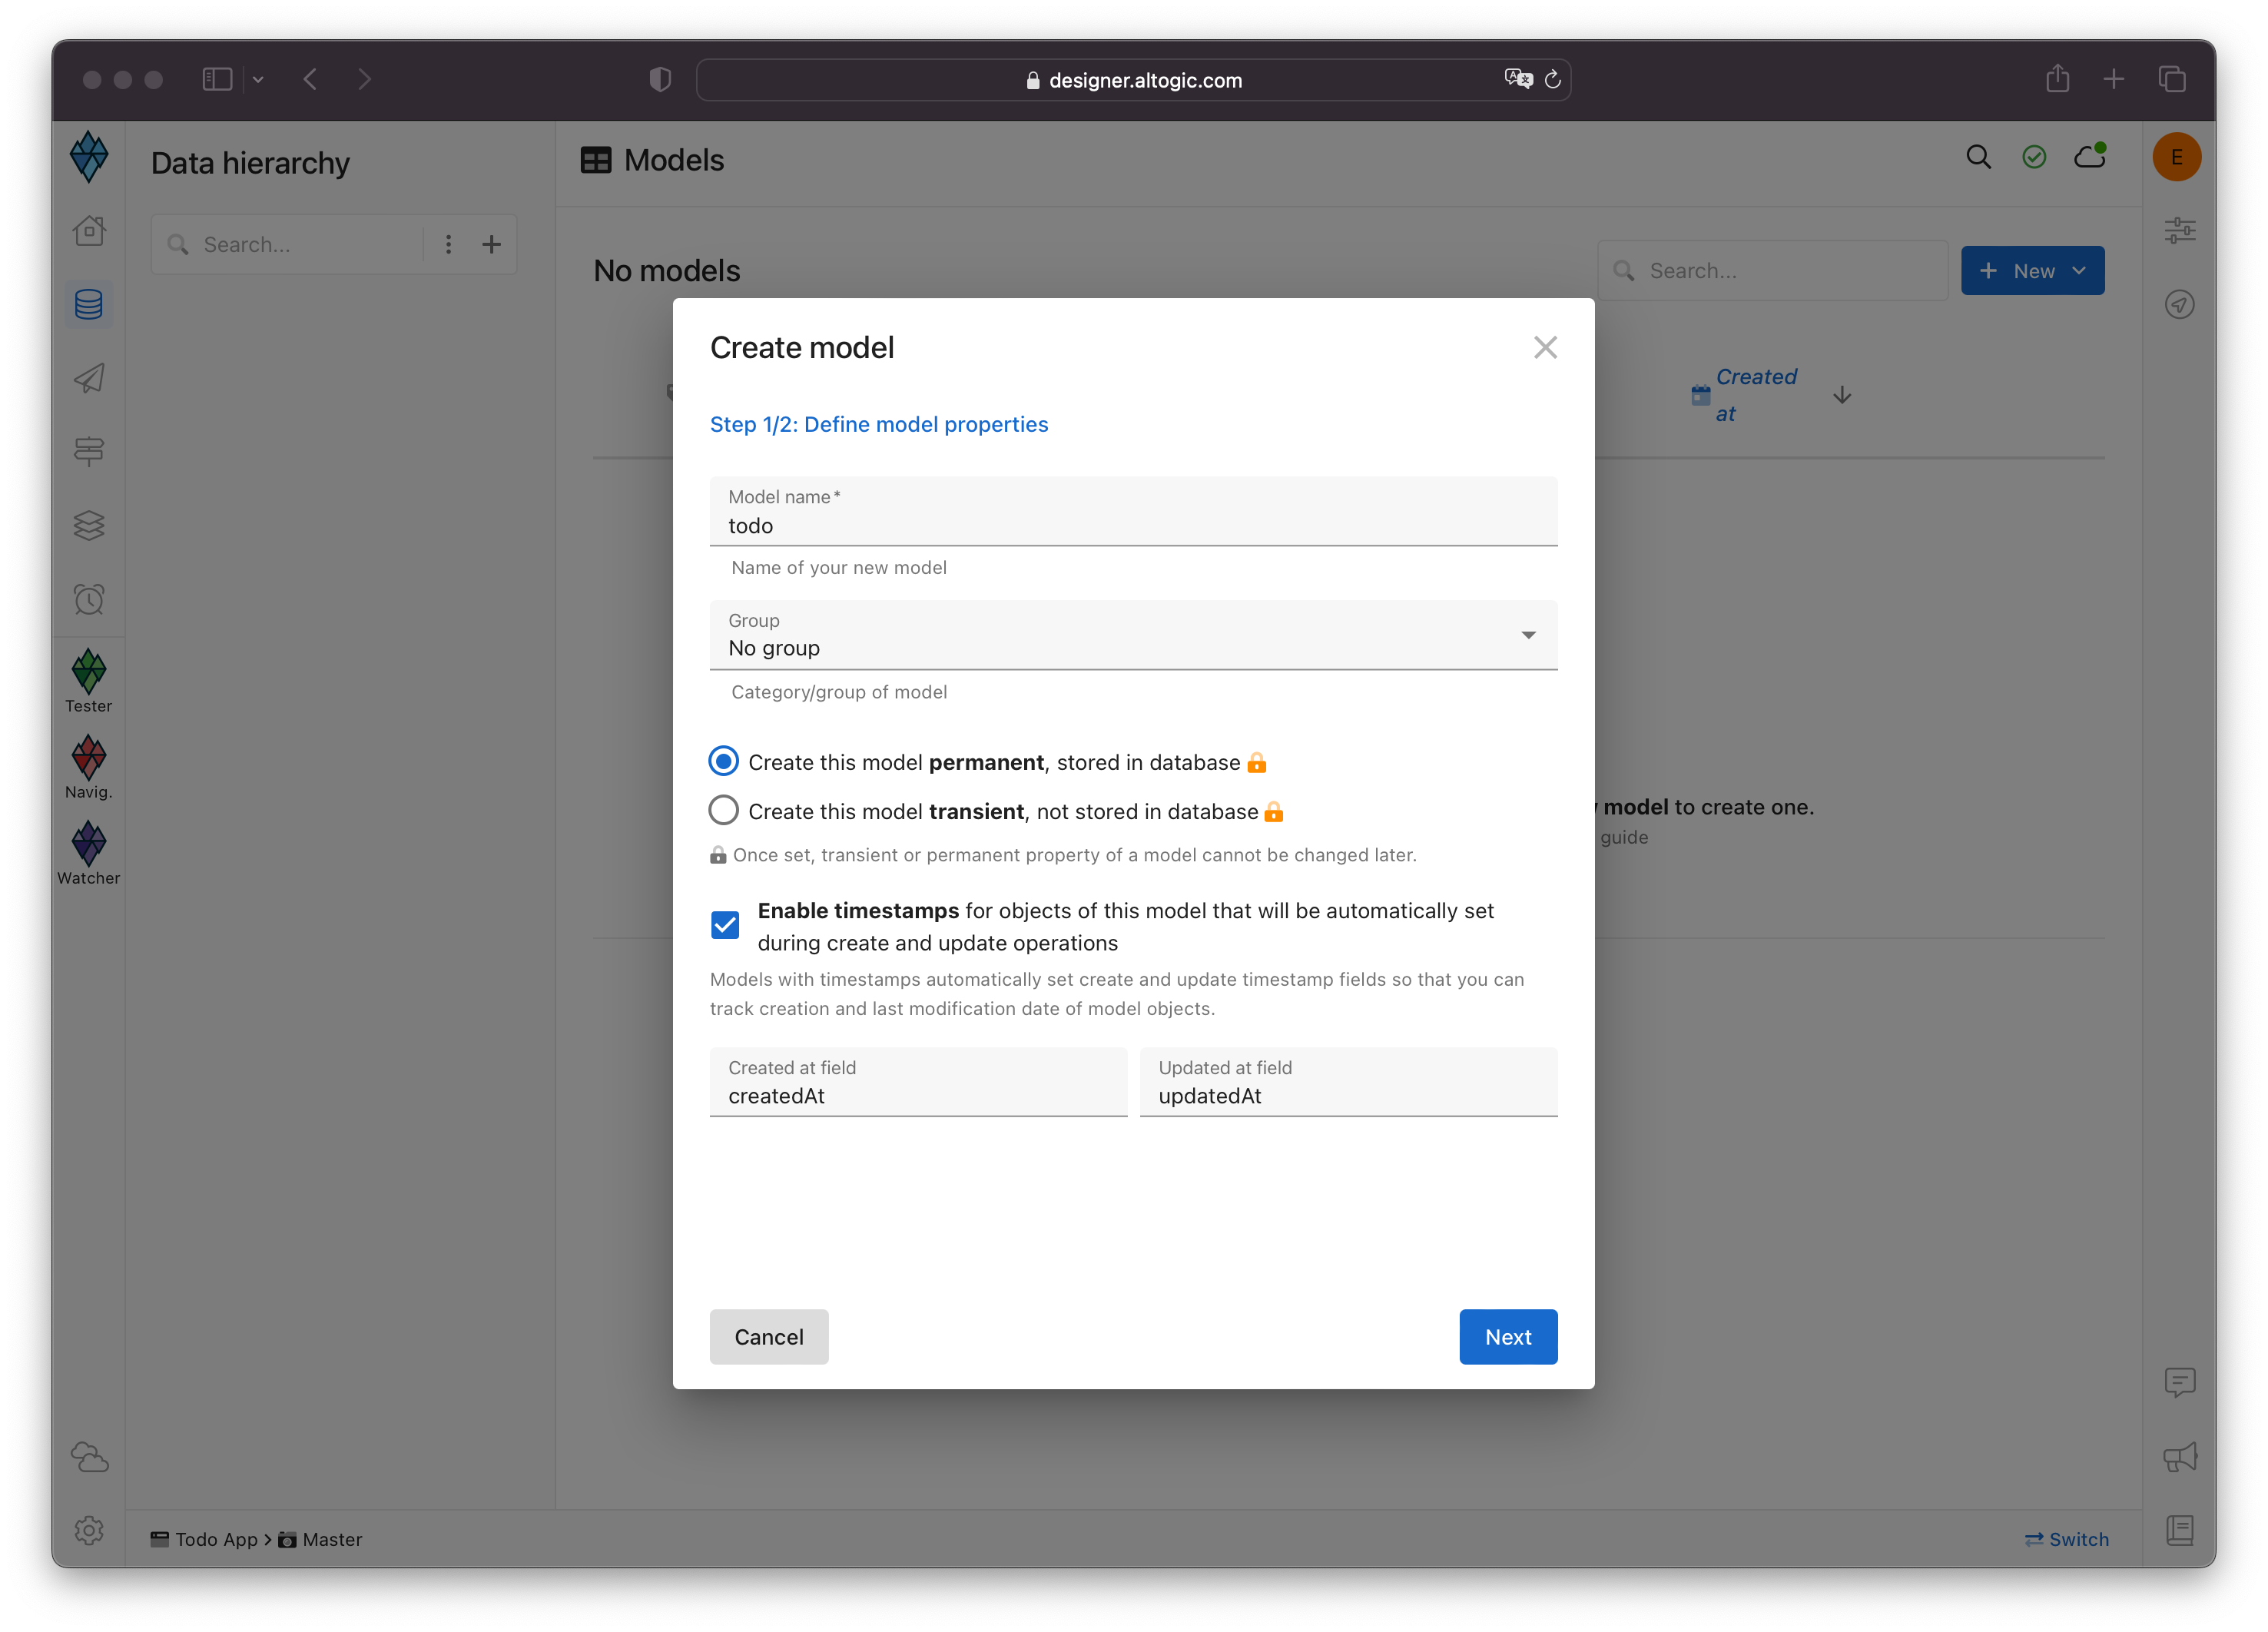 designer.altogic.com
Data hierarchy
Models
E
Search...
No models
Search...
+ New
Created
at
Create model
Step 1/2: Define model properties
Model name*
todo
Name of your new model
Group
No group
Category/group of model
Create this model permanent, stored in database
Create this model transient, not stored in database
Once set, transient or permanent property of a model cannot be changed later.
Enable timestamps for objects of this model that will be automatically set
during create and update operations
Models with timestamps automatically set create and update timestamp fields so that you can
track creation and last modification date of model objects.
Created at field
createdAt
Updated at field
updatedAt
Cancel
Next
model to create one.
guide
Tester
Navig.
Watcher
Todo App > Master
Switch